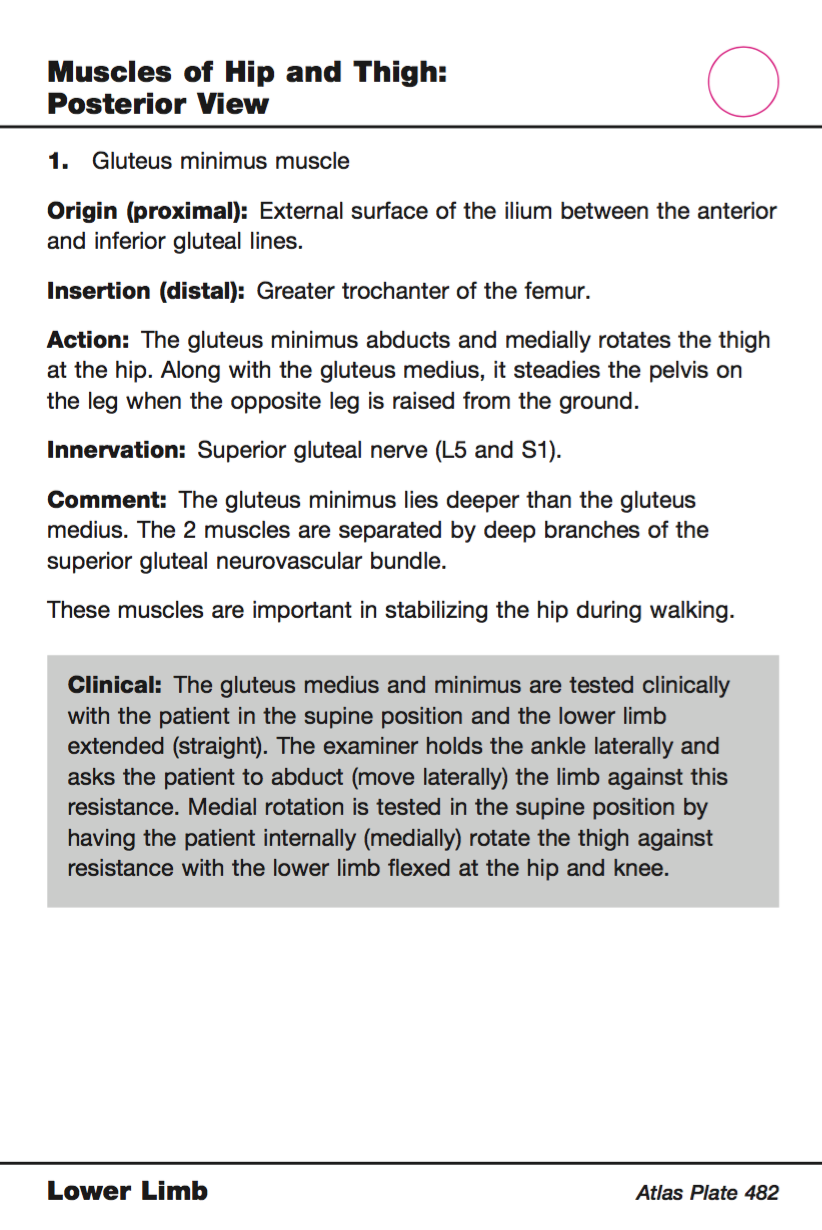 Muscles of Hip and Thigh:
Posterior View
1. Gluteus minimus muscle
Origin (proximal): External surface of the ilium between the anterior
and inferior gluteal lines.
Insertion (distal): Greater trochanter of the femur.
Action: The gluteus minimus abducts and medially rotates the thigh
at the hip. Along with the gluteus medius, it steadies the pelvis on
the leg when the opposite leg is raised from the ground.
Innervation: Superior gluteal nerve (L5 and S1).
Comment: The gluteus minimus lies deeper than the gluteus
medius. The 2 muscles are separated by deep branches of the
superior gluteal neurovascular bundle.
These muscles are important in stabilizing the hip during walking.
Clinical: The gluteus medius and minimus are tested clinically
with the patient in the supine position and the lower limb
extended (straight). The examiner holds the ankle laterally and
asks the patient to abduct (move laterally) the limb against this
resistance. Medial rotation is tested in the supine position by
having the patient internally (medially) rotate the thigh against
resistance with the lower limb flexed at the hip and knee.
Lower Limb
Atlas Plate 482